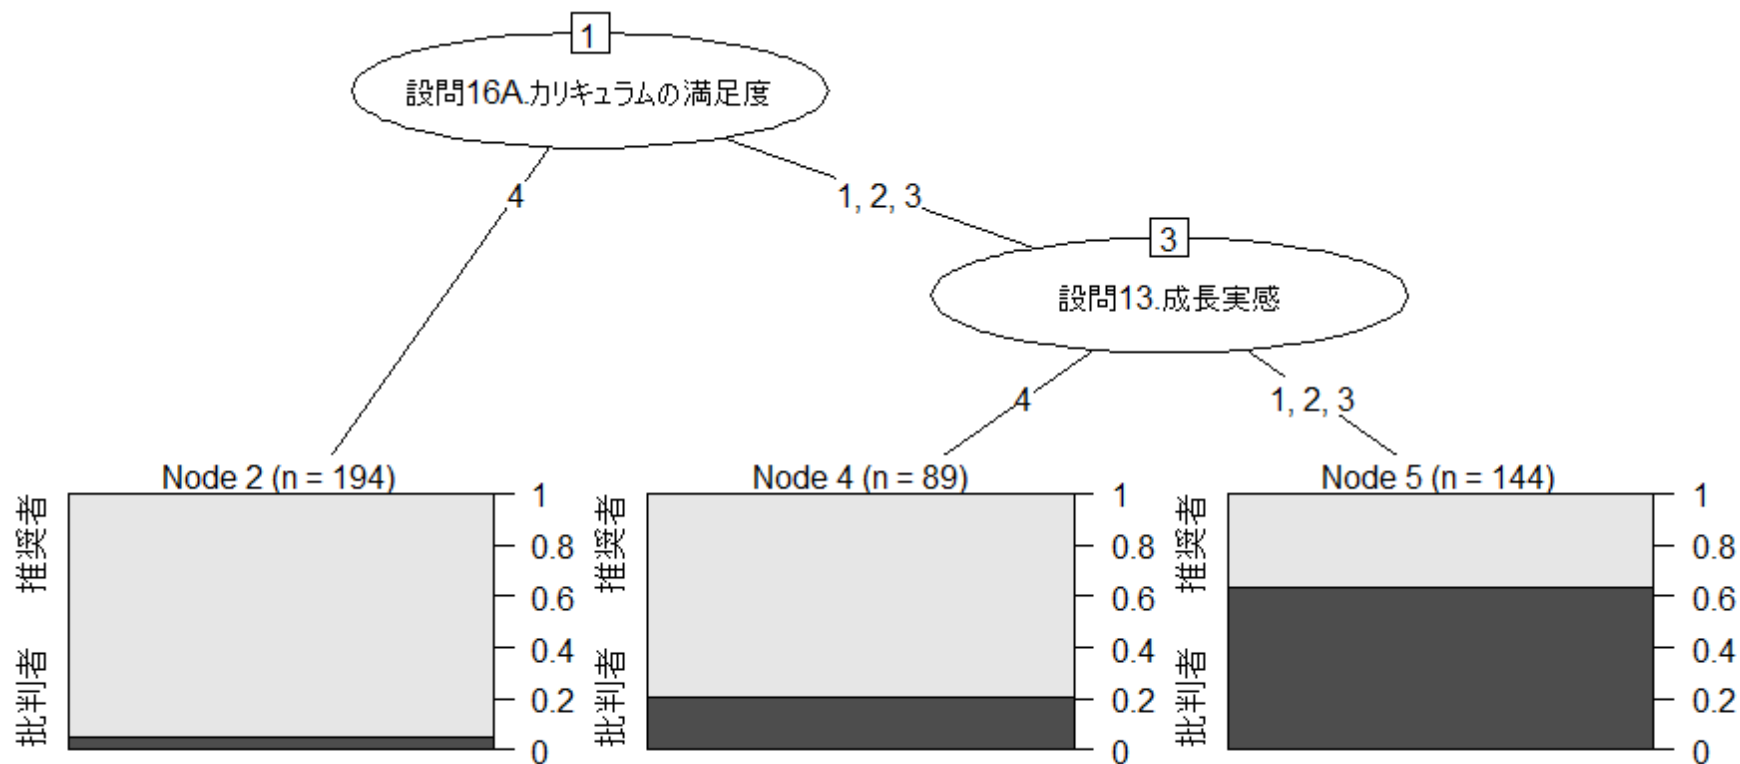 1
設問16A.カリキュラムの満足度
4
1, 2, 3
3
設問13.成長実感
4
1, 2, 3
Node 2 (n = 194)
推奨者
批判者
1
0.8
0.6
0.4
0.2
0
Node 4 (n = 89)
推奨者
批判者
1
0.8
0.6
0.4
0.2
0
Node 5 (n = 144)
推奨者
批判者
1
0.8
0.6
0.4
0.2
0